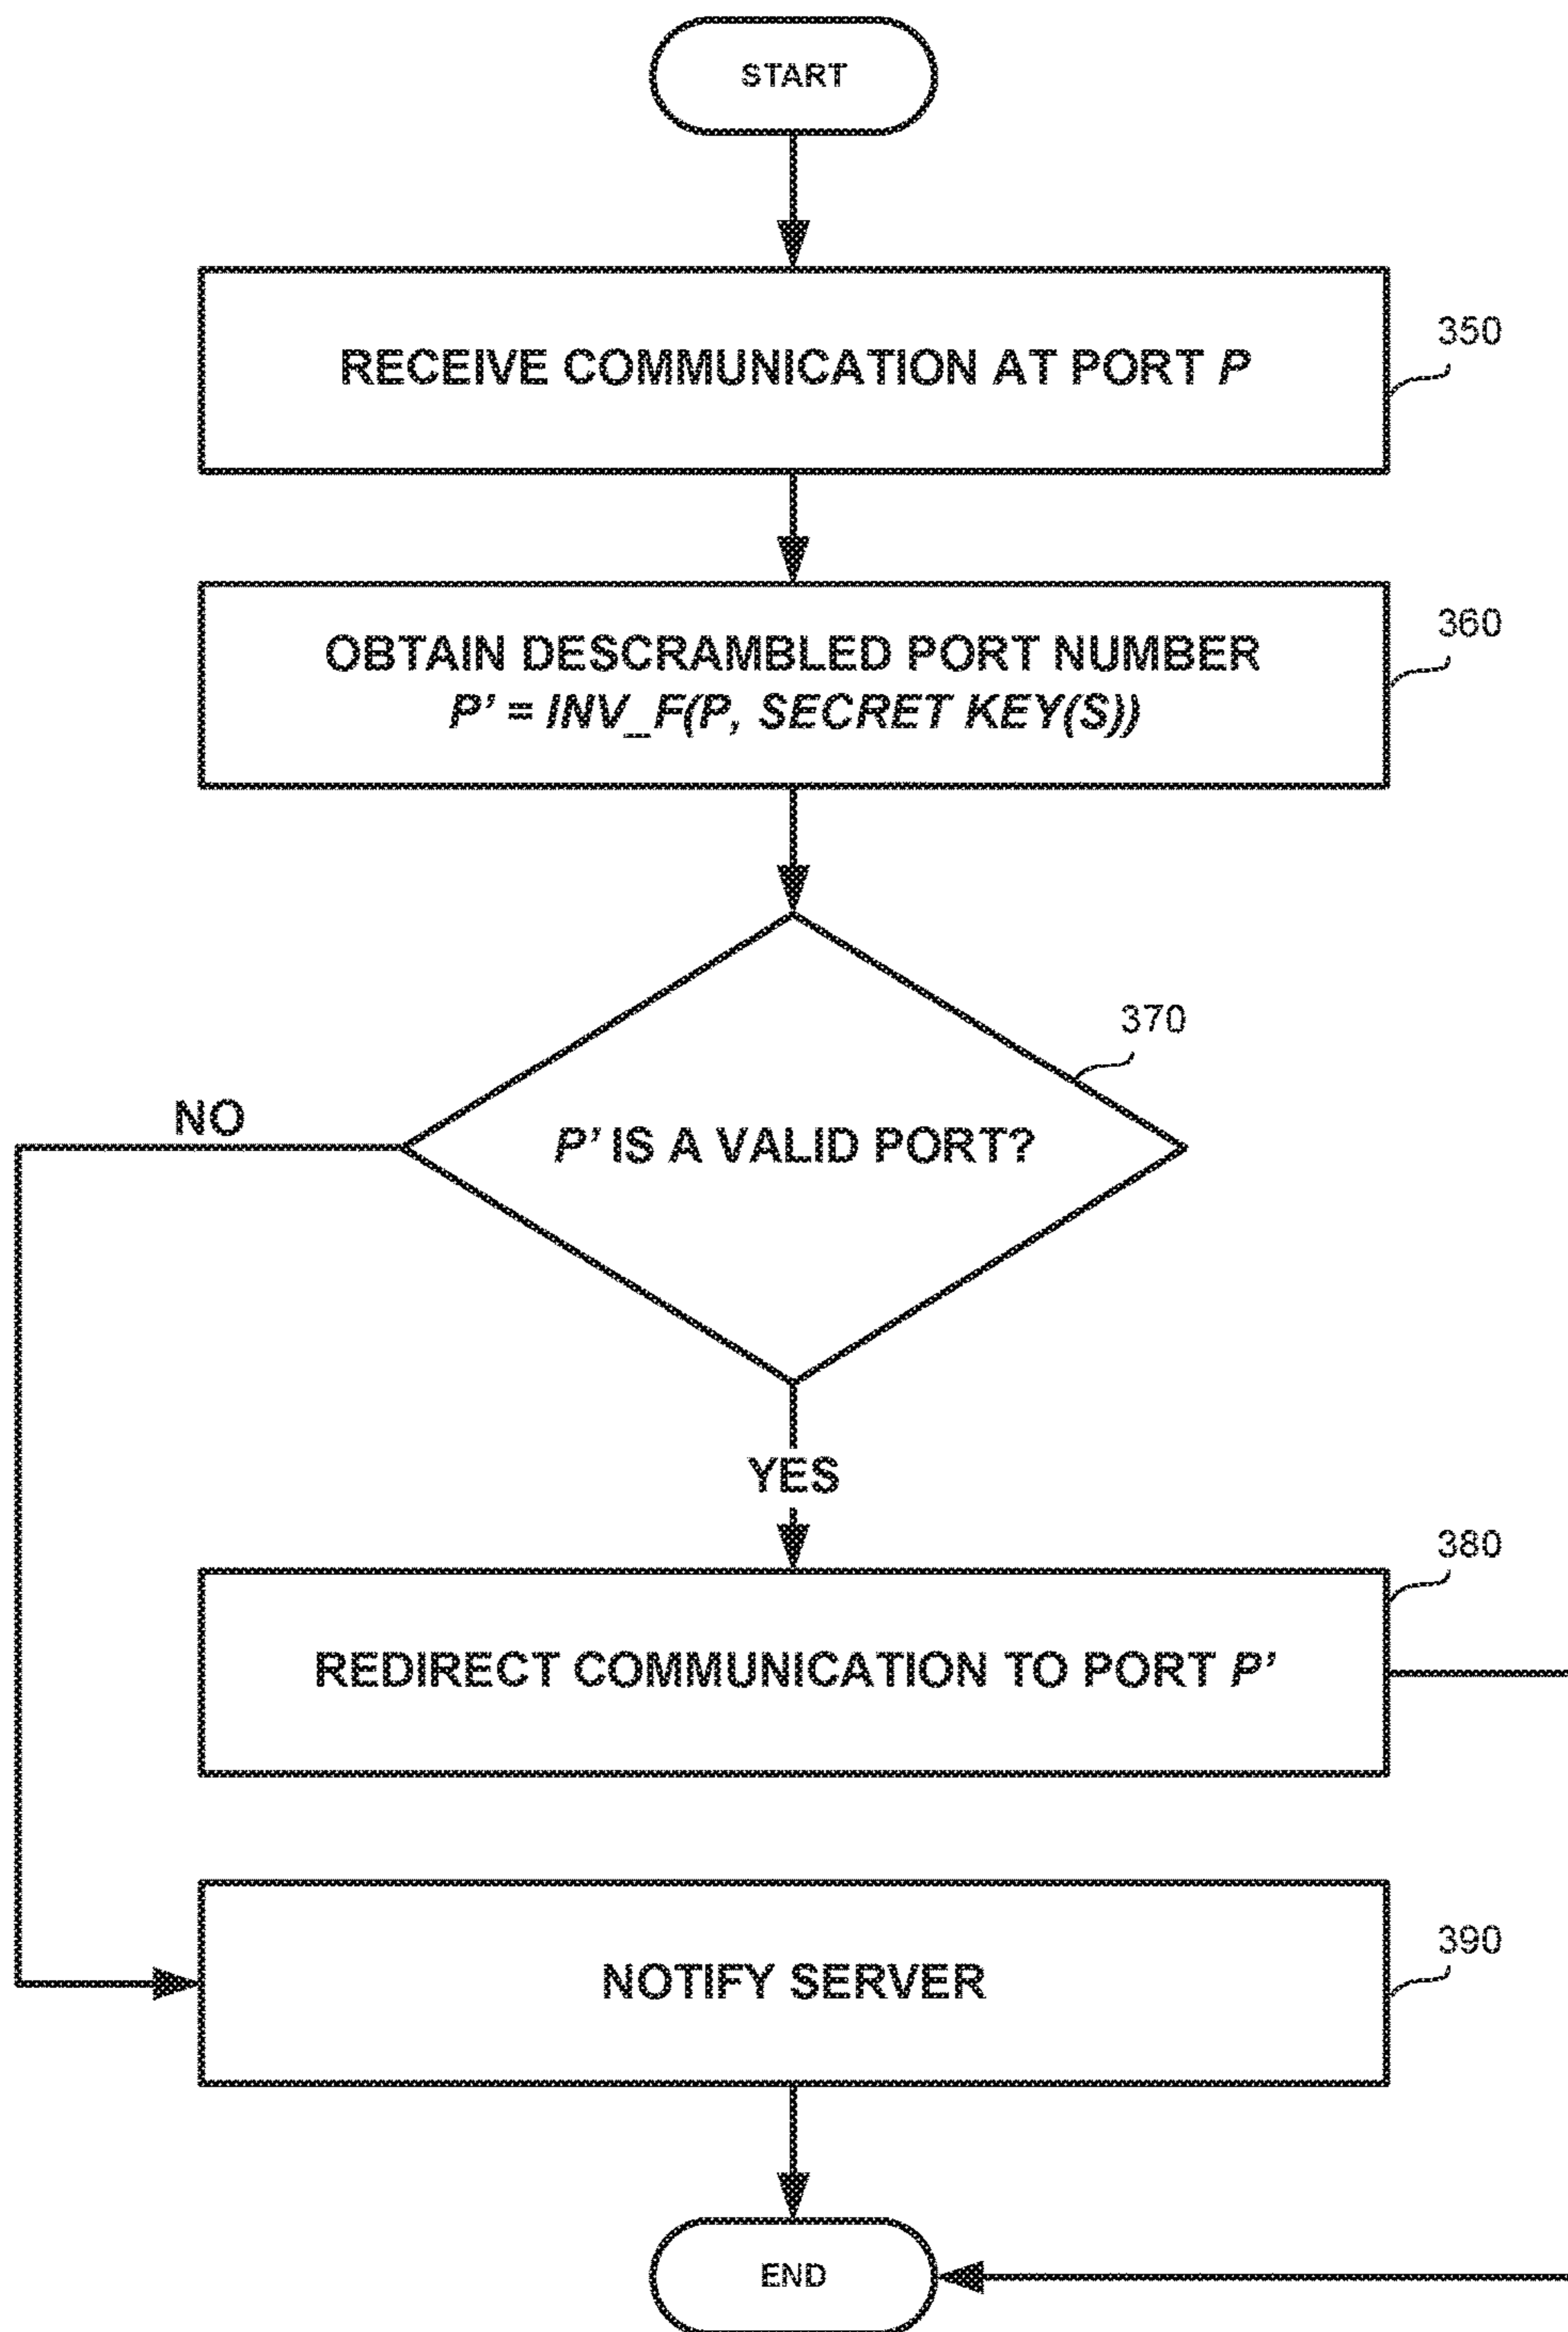 START
RECEIVE COMMUNICATION AT PORT P
350
OBTAIN DESCRAMBLED PORT NUMBER
P’ = INV_F(P, SECRET KEY(S))
360
370
P’ IS A VALID PORT?
NO
YES
380
REDIRECT COMMUNICATION TO PORT P’
390
NOTIFY SERVER
END